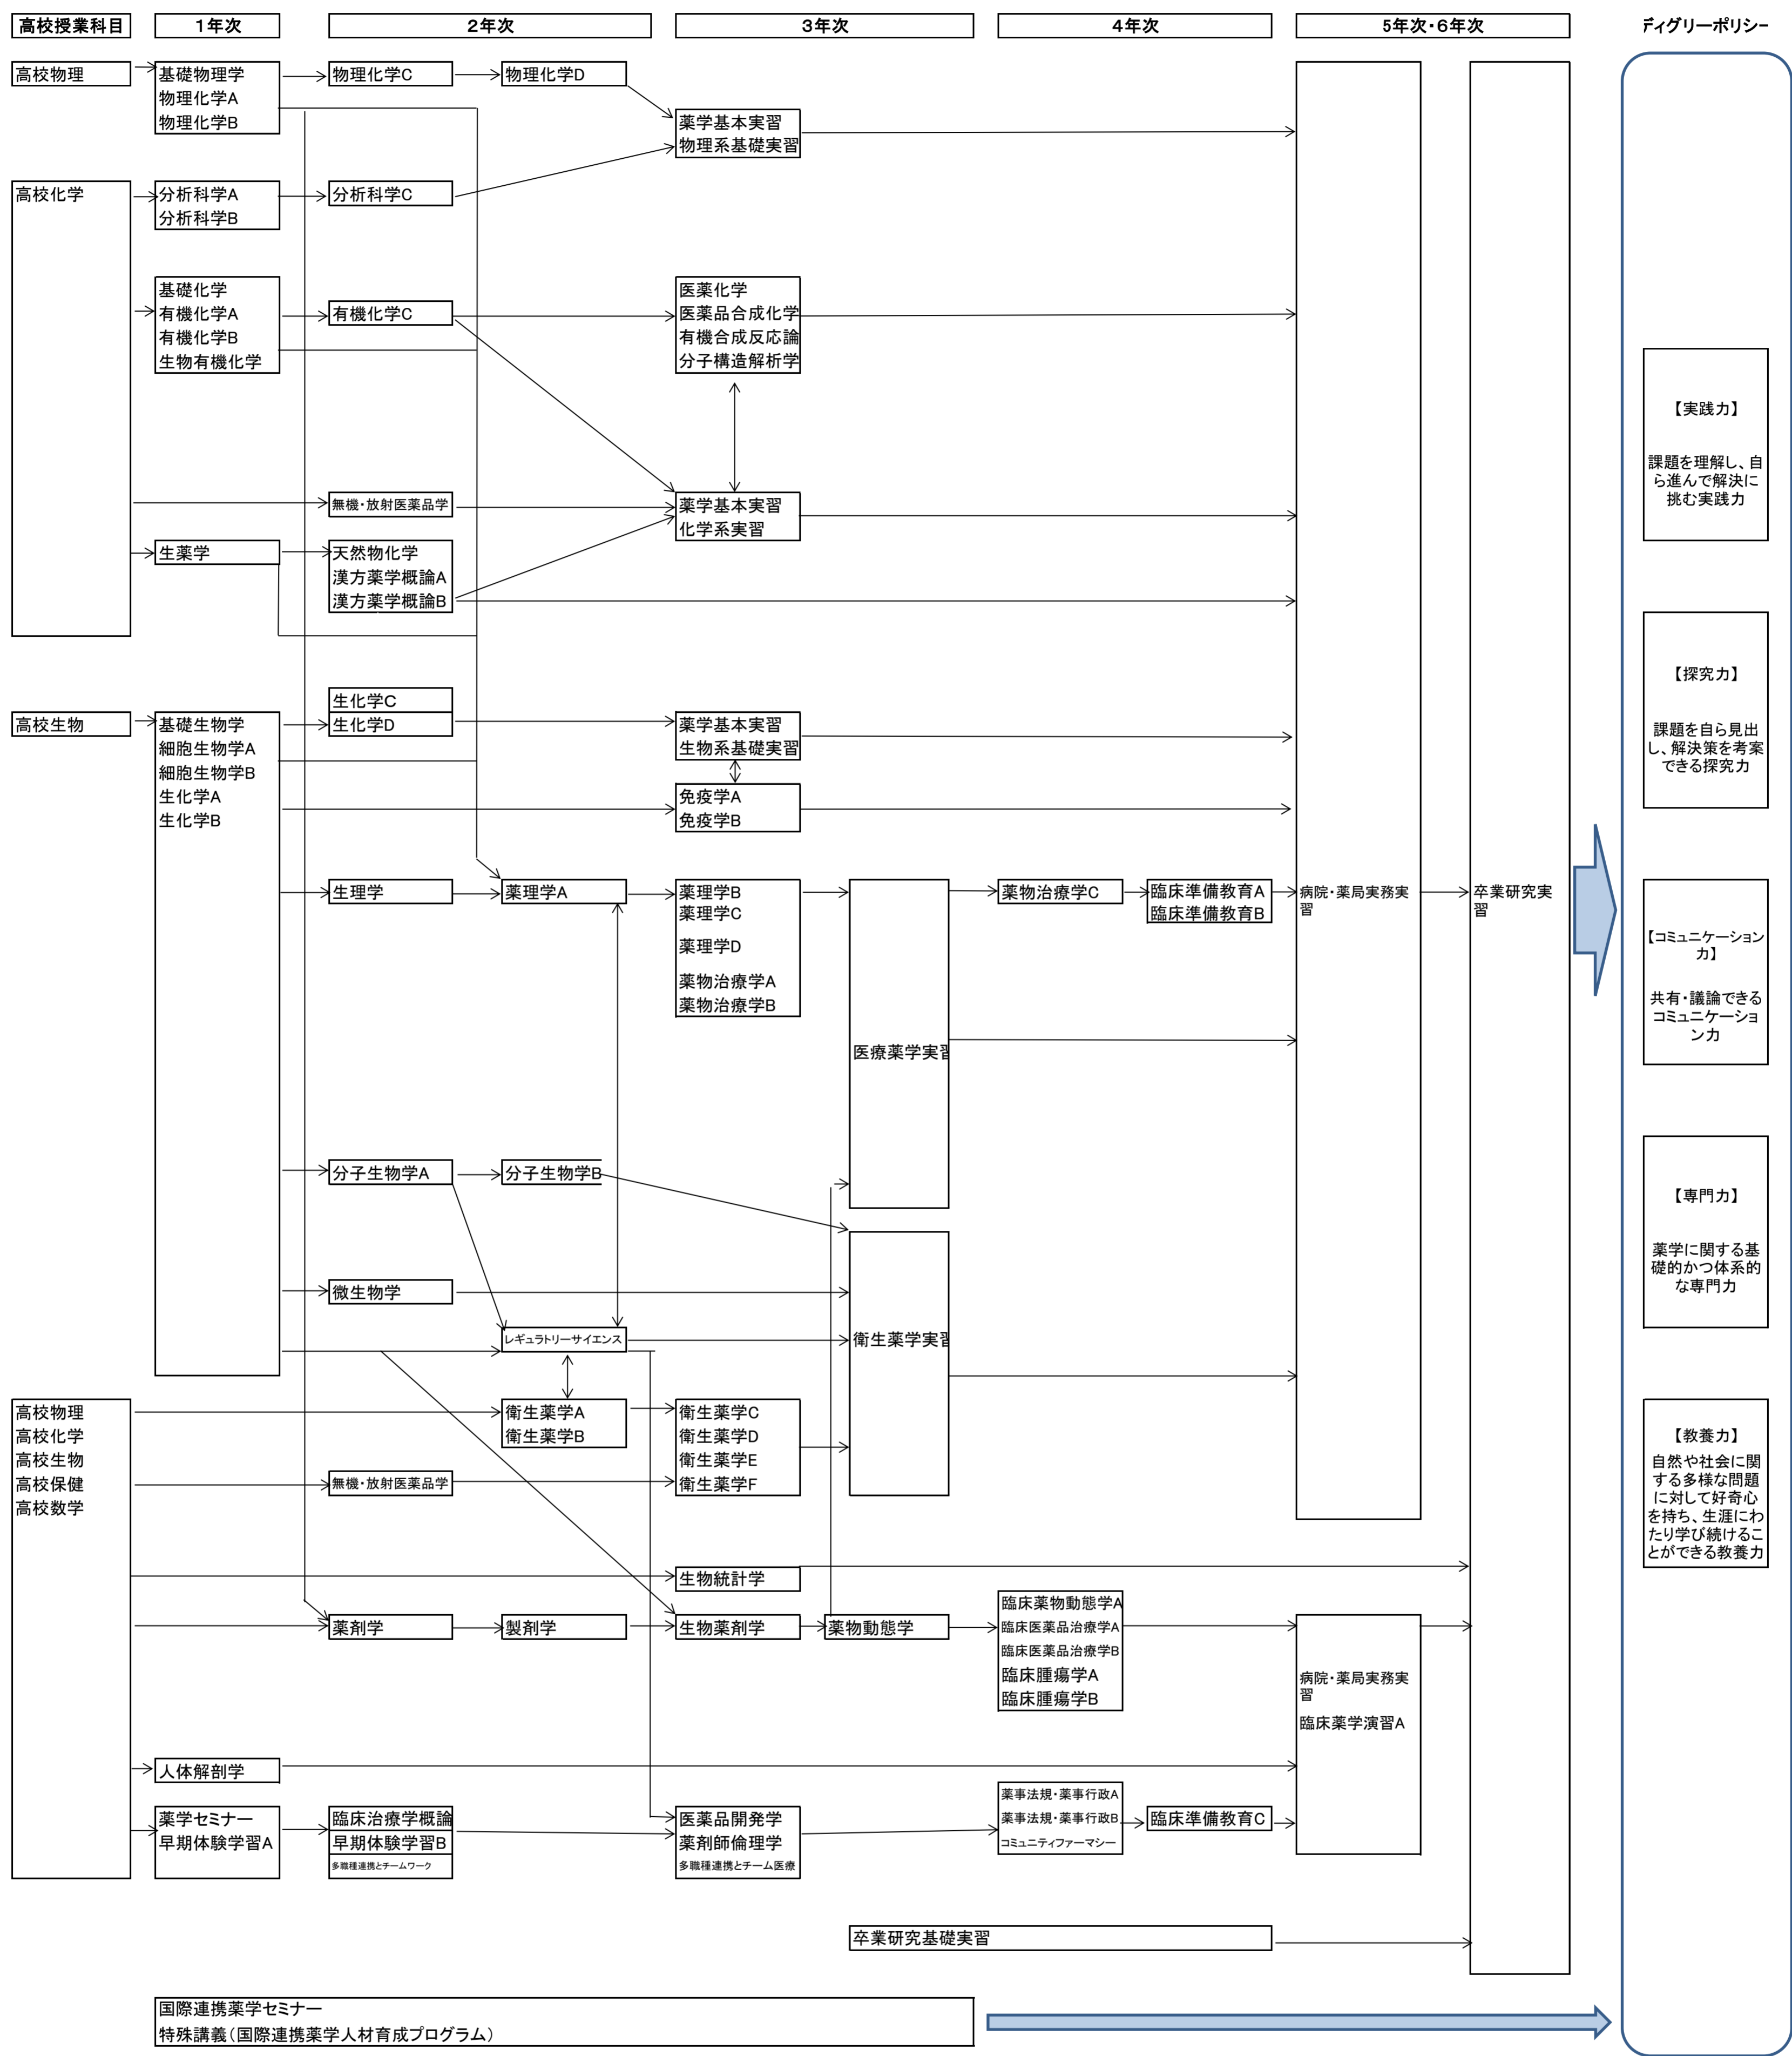 高校授業科目
1年次
2年次
3年次
4年次
5年次・6年次
ディグリーポリシー
高校物理
基礎物理学
物理化学A
物理化学B
物理化学C
物理化学D
薬学基本実習
物理系基礎実習
高校化学
分析科学A
分析科学B
分析科学C
基礎化学
有機化学A
有機化学B
生物有機化学
有機化学C
医薬化学
医薬品合成化学
有機合成反応論
分子構造解析学
無機・放射医薬品学
薬学基本実習
化学系実習
生薬学
天然物化学
漢方薬学概論A
漢方薬学概論B
高校生物
基礎生物学
細胞生物学A
細胞生物学B
生化学A
生化学B
生化学C
生化学D
薬学基本実習
生物系基礎実習
免疫学A
免疫学B
生理学
薬理学A
薬理学B
薬理学C
薬理学D
薬物治療学A
薬物治療学B
医療薬学実習
薬物治療学C
臨床準備教育A
臨床準備教育B
病院・薬局実務実
習
卒業研究実
習
分子生物学A
分子生物学B
微生物学
レギュラトリーサイエンス
衛生薬学実習
高校物理
高校化学
高校生物
高校保健
高校数学
衛生薬学A
衛生薬学B
衛生薬学C
衛生薬学D
衛生薬学E
衛生薬学F
無機・放射医薬品学
生物統計学
薬剤学
製剤学
生物薬剤学
薬物動態学
臨床薬物動態学A
臨床医薬品治療学A
臨床医薬品治療学B
臨床腫瘍学A
臨床腫瘍学B
病院・薬局実務実
習
臨床薬学演習A
人体解剖学
薬学セミナー
早期体験学習A
臨床治療学概論
早期体験学習B
多職種連携とチームワーク
医薬品開発学
薬剤師倫理学
多職種連携とチーム医療
薬事法規・薬事行政A
薬事法規・薬事行政B
コミュニティファーマシー
臨床準備教育C
卒業研究基礎実習
国際連携薬学セミナー
特殊講義（国際連携薬学人材育成プログラム）
【実践力】
課題を理解し、自
ら進んで解決に
挑む実践力
【探究力】
課題を自ら見出
し、解決策を考案
できる探究力
【コミュニケーション
力】
共有・議論できる
コミュニケーショ
ン力
【専門力】
薬学に関する基
礎的かつ体系的
な専門力
【教養力】
自然や社会に関
する多様な問題
に対して好奇心
を持ち、生涯にわ
たり学び続けるこ
とができる教養力